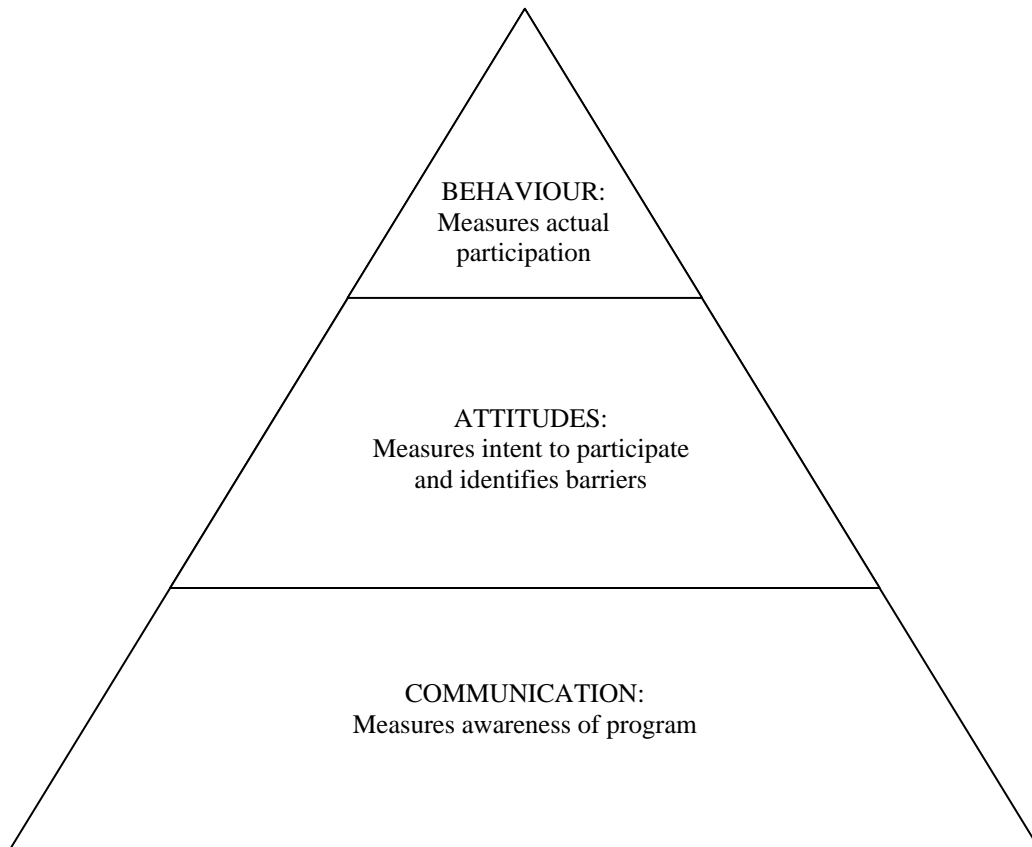 BEHAVIOUR:
Measures actual
participation
ATTITUDES:
Measures intent to participate
and identifies barriers
COMMUNICATION:
Measures awareness of program